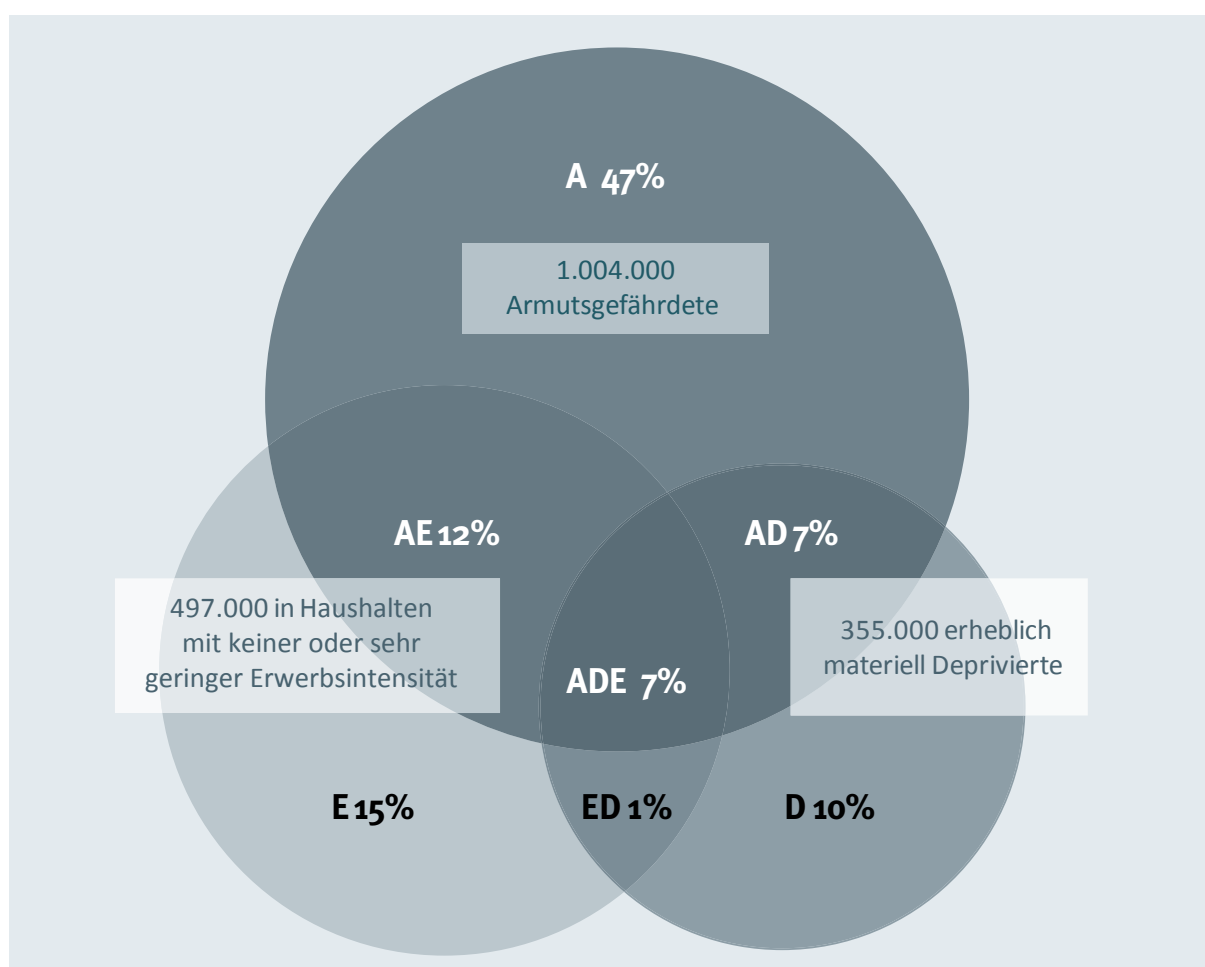 A 47%
1.004.000
Armutsgefährdete
AE 12%
AD 7%
497.000 in Haushalten
mit keiner oder sehr
geringer Erwerbsintensität
355.000 erheblich
materiell Deprivierte
ADE 7%
E 15%
ED 1%
D 10%